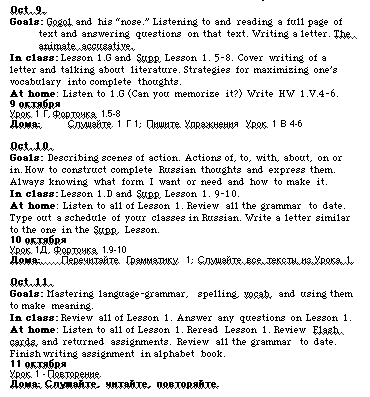 Oct. 9.
Goals: Gogol and his "nose." Listening to and reading a full page of
text and answering questions on that text. Writing a letter. The
animate accusative.
In class: Lesson 1.G and Supp. Lesson 1. 5-8. Cover writing of a
letter and talking about literature. Strategies for maximizing one's
vocabulary into complete thoughts.
At home: Listen to 1.G (Can you memorize it?) Write HW 1.V.4-6.
9 октября
Урок 1 Г, Форточка 1.5-8
Дома: Слушайте 1 Г 1; Пишите Упражнения Урок 1 В 4-6
Oct. 10.
Goals: Describing scenes of action. Actions of, to, with, about, on or
in. How to construct complete Russian thoughts and express them.
Always knowing what form I want or need and how to make it.
In class: Lesson 1.D and Supp. Lesson 1. 9-10.
At home: Listen to all of Lesson 1. Review all the grammar to date.
Type out a schedule of your classes in Russian. Write a letter similar
to the one in the Supp. Lesson.
10 октября
Урок 1Д, Форточка 1.9-10
Дома: Перечитайте Грамматику 1; Слушайте все тексты из Урока 1.
Oct. 11.
Goals: Mastering language-grammar, spelling, vocab, and using them
to make meaning.
In class: Review all of Lesson 1. Answer any questions on Lesson 1.
At home: Listen to all of Lesson 1. Reread Lesson 1. Review Flash
cards, and returned assignments. Review all the grammar to date.
Finish writing assignment in alphabet book.
11 октября
Урок 1 - Повторение.
Дома: Слушайте, читайте, повторяйте.